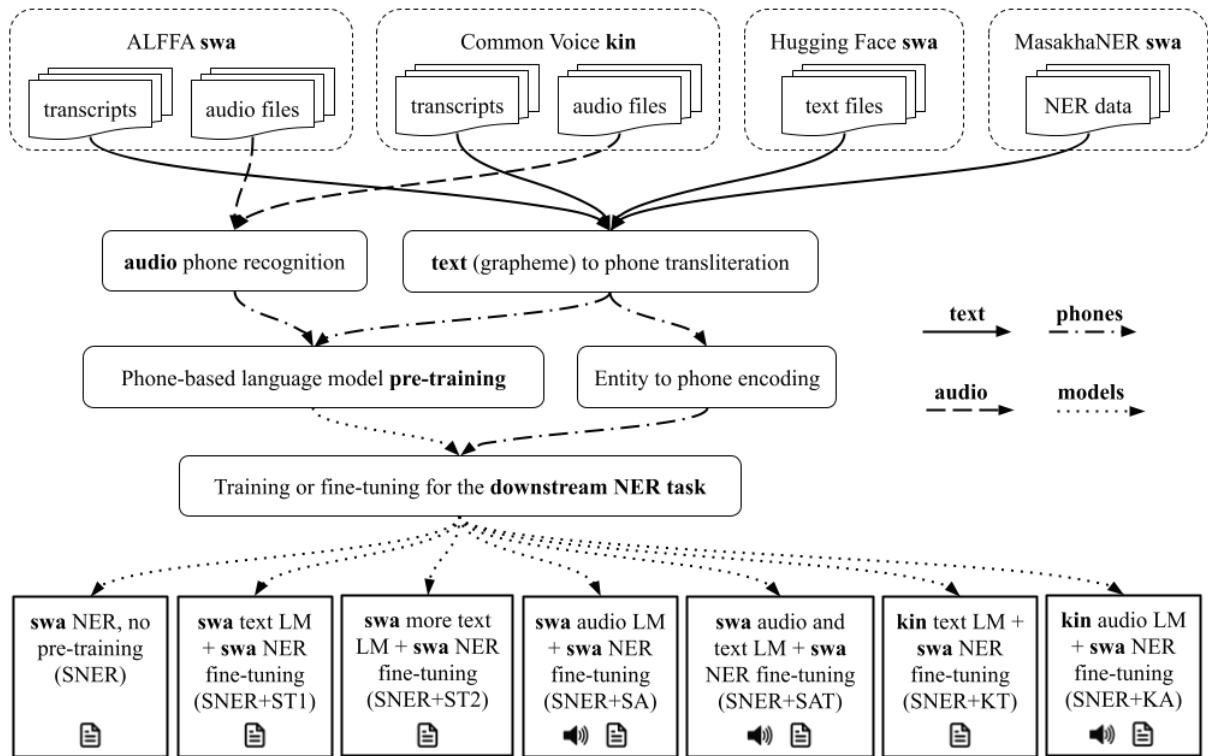 ALFFA swa
transcripts
audio files
Common Voice kin
transcripts
audio files
Hugging Face swa
text files
MasakhaNER swa
NER data
audio phone recognition
text (grapheme) to phone transliteration
text
phones
audio
models
Phone-based language model pre-training
Entity to phone encoding
Training or fine-tuning for the downstream NER task
swa NER, no
pre-training
(SNER)
swa text LM
+ swa NER
fine-tuning
(SNER+ST1)
swa more text
LM + swa NER
fine-tuning
(SNER+ST2)
swa audio LM
+ swa NER
fine-tuning
(SNER+SA)
swa audio and
text LM + swa
NER fine-tuning
(SNER+SAT)
kin text LM +
swa NER
fine-tuning
(SNER+KT)
kin audio LM
+ swa NER
fine-tuning
(SNER+KA)